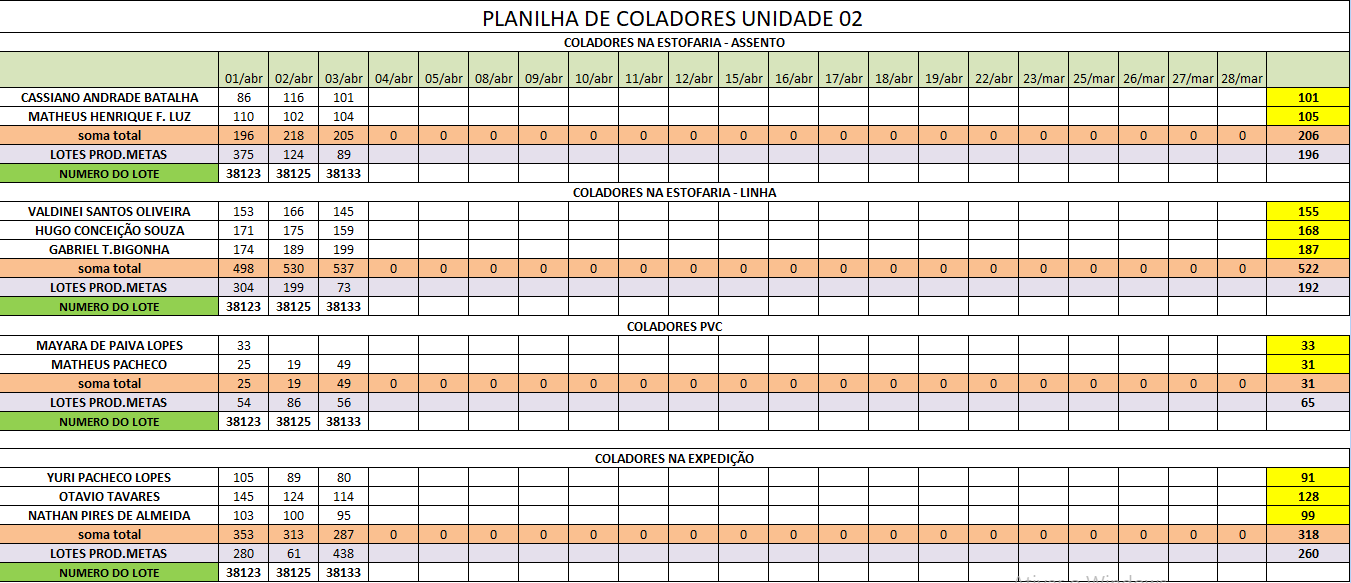 PLANILHA DE COLADORES UNIDADE 02
COLADORES NA ESTOFARIA - ASSENTO
01/abr 02/abr 03/abr 04/abr 05/abr 08/abr 09/abr 10/abr 11/abr 12/abr 15/abr 16/abr 17/abr 18/abr 19/abr 22/abr 23/mar 25/mar 26/mar 27/mar 28/mar
CASSIANO ANDRADE BATALHA 86 116 101 101
MATHEUS HENRIQUE F. LUZ 110 102 104 105
soma total 196 218 205 0 0 0 0 0 0 0 0 0 0 0 0 0 0 0 0 0 0 206
LOTES PROD.METAS 375 124 89 196
NUMERO DO LOTE 38123 38125 38133
COLADORES NA ESTOFARIA - LINHA
VALDINEI SANTOS OLIVEIRA 153 166 145 155
HUGO CONCEIÇÃO SOUZA 171 175 159 168
GABRIEL T.BIGONHA 174 189 199 187
soma total 498 530 537 0 0 0 0 0 0 0 0 0 0 0 0 0 0 0 0 0 0 522
LOTES PROD.METAS 304 199 73 192
NUMERO DO LOTE 38123 38125 38133
COLADORES PVC
MAYARA DE PAIVA LOPES 33 33
MATHEUS PACHECO 25 19 49 31
soma total 25 19 49 0 0 0 0 0 0 0 0 0 0 0 0 0 0 0 0 0 0 31
LOTES PROD.METAS 54 86 56 65
NUMERO DO LOTE 38123 38125 38133
COLADORES NA EXPEDIÇÃO
YURI PACHECO LOPES 105 89 80 91
OTAVIO TAVARES 145 124 114 128
NATHAN PIRES DE ALMEIDA 103 100 95 99
soma total 353 313 287 0 0 0 0 0 0 0 0 0 0 0 0 0 0 0 0 0 0 318
LOTES PROD.METAS 280 61 438 260
NUMERO DO LOTE 38123 38125 38133